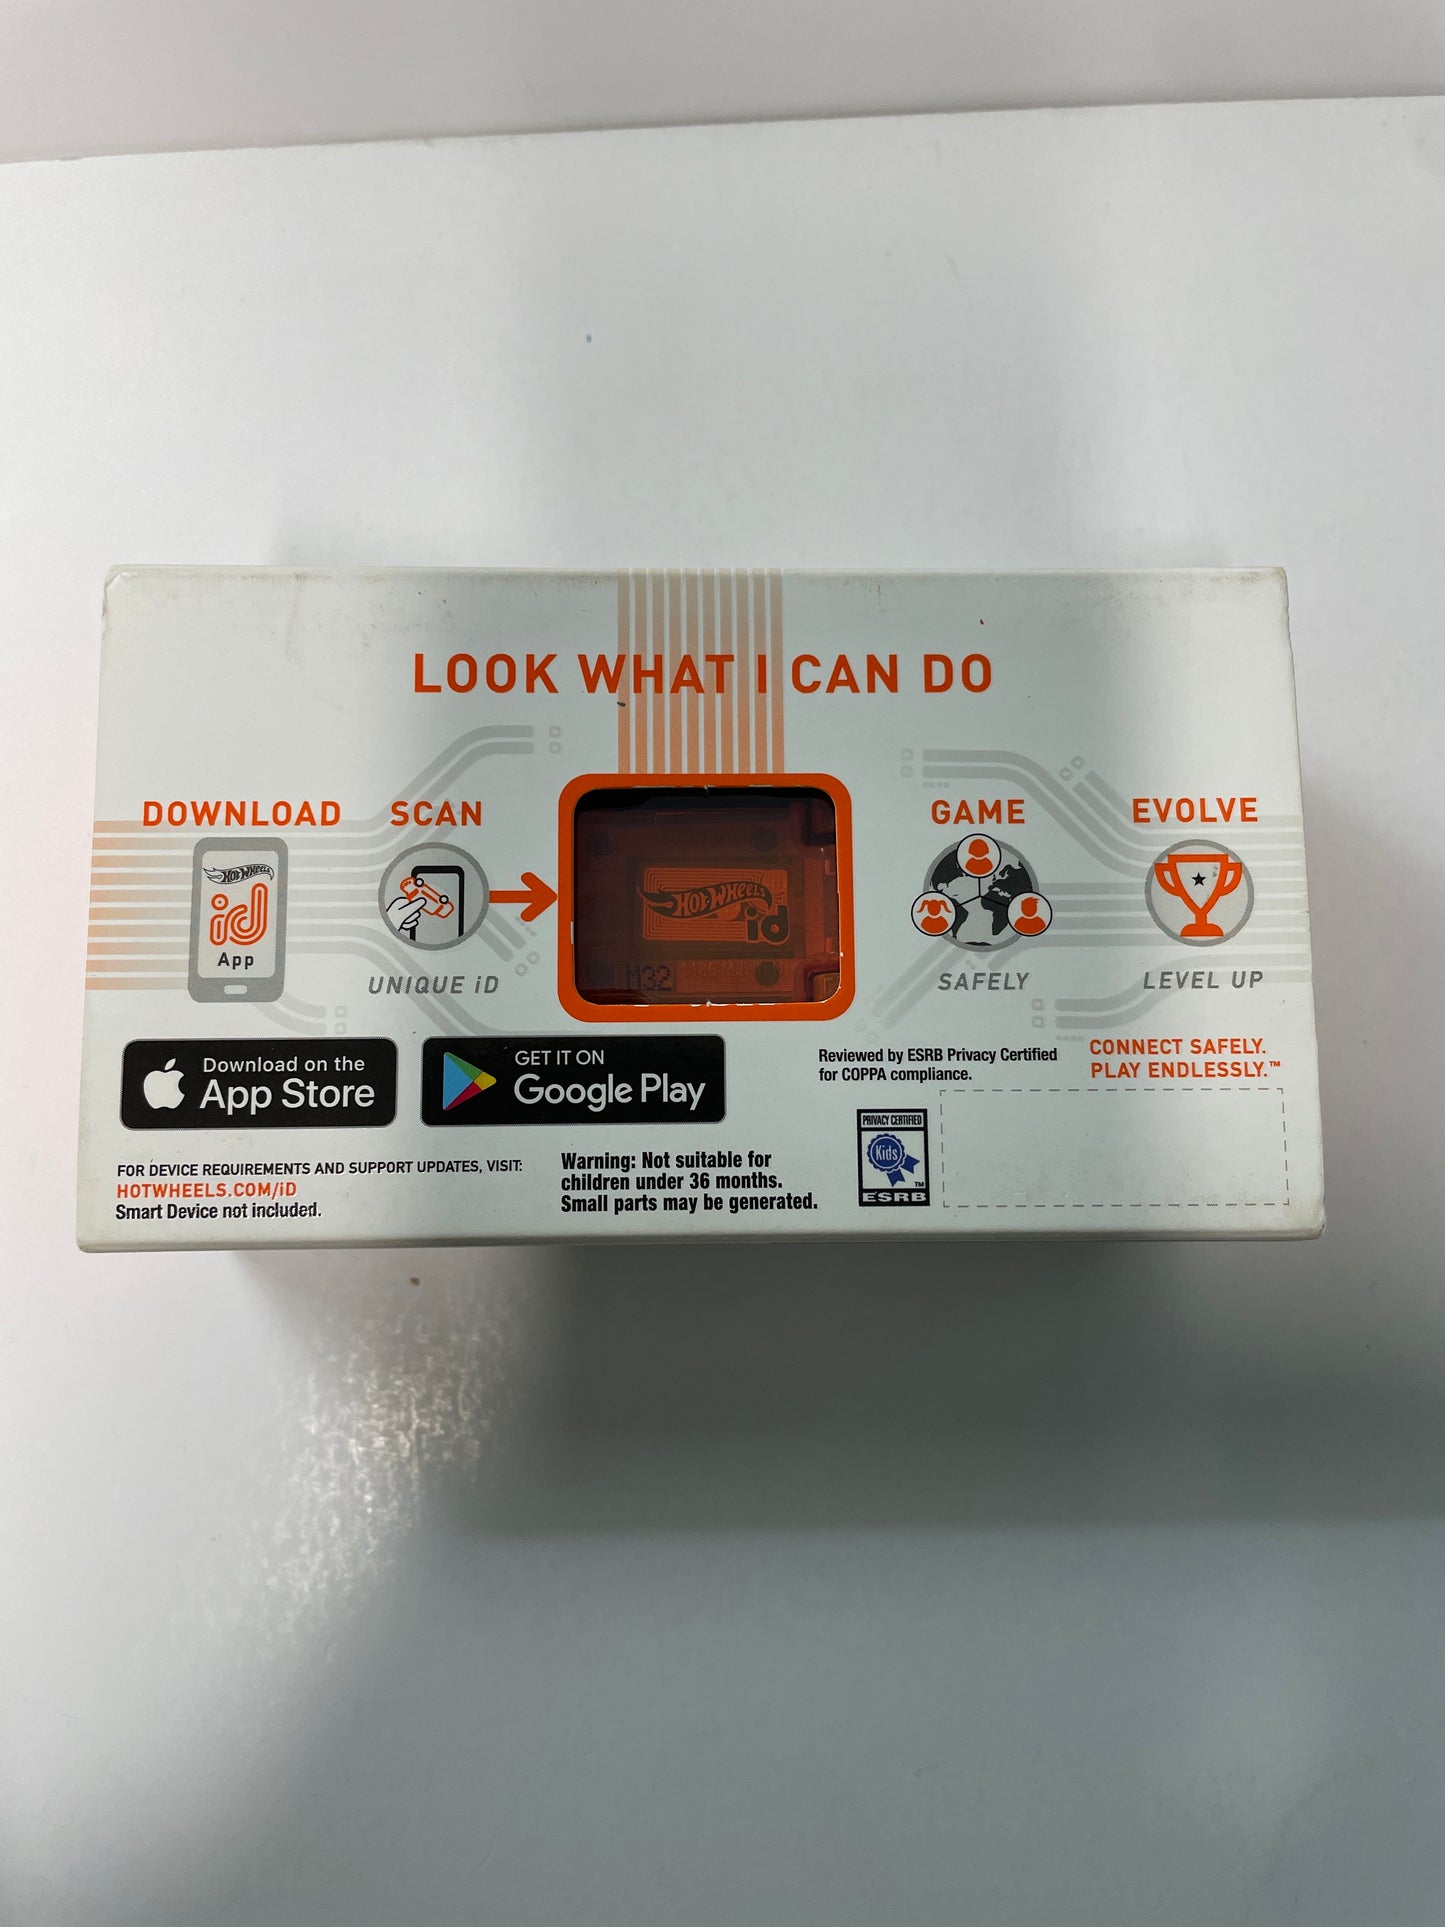 LOOK WHAT I CAN DO
DOWNLOAD
HOT WHEELS
id
App
SCAN
UNIQUE iD
HOT WHEELS
id
M32
GAME
SAFELY
EVOLVE
LEVEL UP
Download on the
App Store
GET IT ON
Google Play
Reviewed by ESRB Privacy Certified
for COPPA compliance.
CONNECT SAFELY.
PLAY ENDLESSLY.™
PRIVACY CERTIFIED
Kids
TM
ESRB
FOR DEVICE REQUIREMENTS AND SUPPORT UPDATES, VISIT:
HOTWHEELS.COM/iD
Smart Device not included.
Warning: Not suitable for
children under 36 months.
Small parts may be generated.